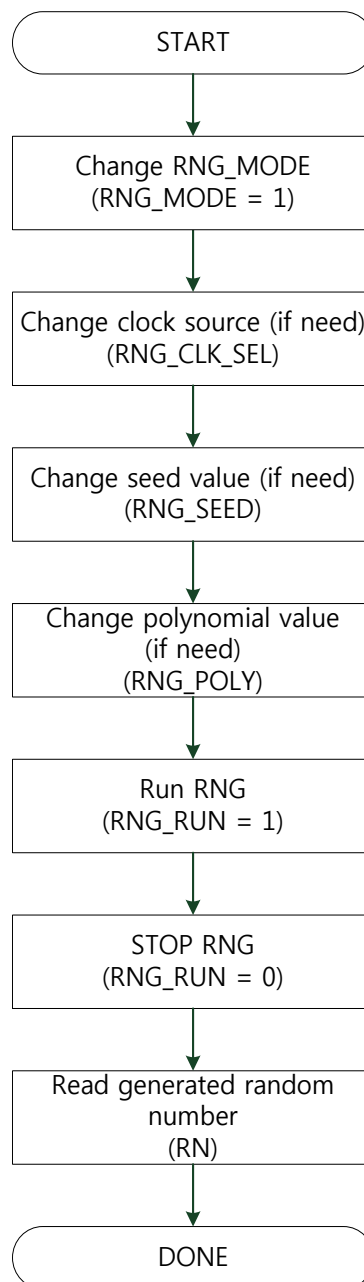 START
Change RNG_MODE
(RNG_MODE = 1)
Change clock source (if need)
(RNG_CLK_SEL)
Change seed value (if need)
(RNG_SEED)
Change polynomial value
(if need)
(RNG_POLY)
Run RNG
(RNG_RUN = 1)
STOP RNG
(RNG_RUN = 0)
Read generated random
number
(RN)
DONE